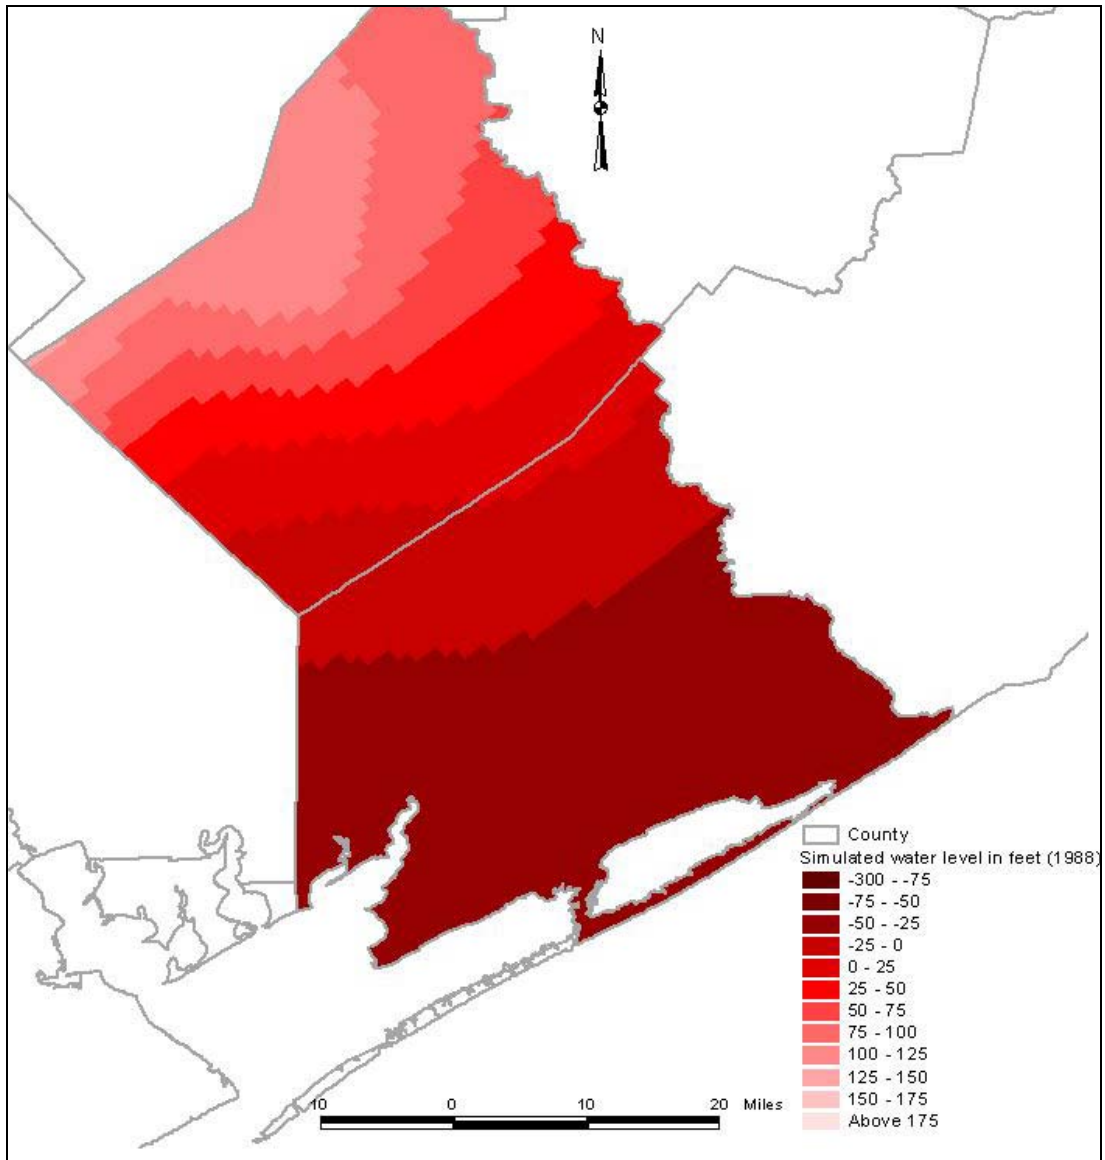 N
County
Simulated water level in feet (1988)
-300 - -75
-75 - -50
-50 - -25
-25 - 0
0 - 25
25 - 50
50 - 75
75 - 100
100 - 125
125 - 150
150 - 175
Above 175
10 0 10 20 Miles